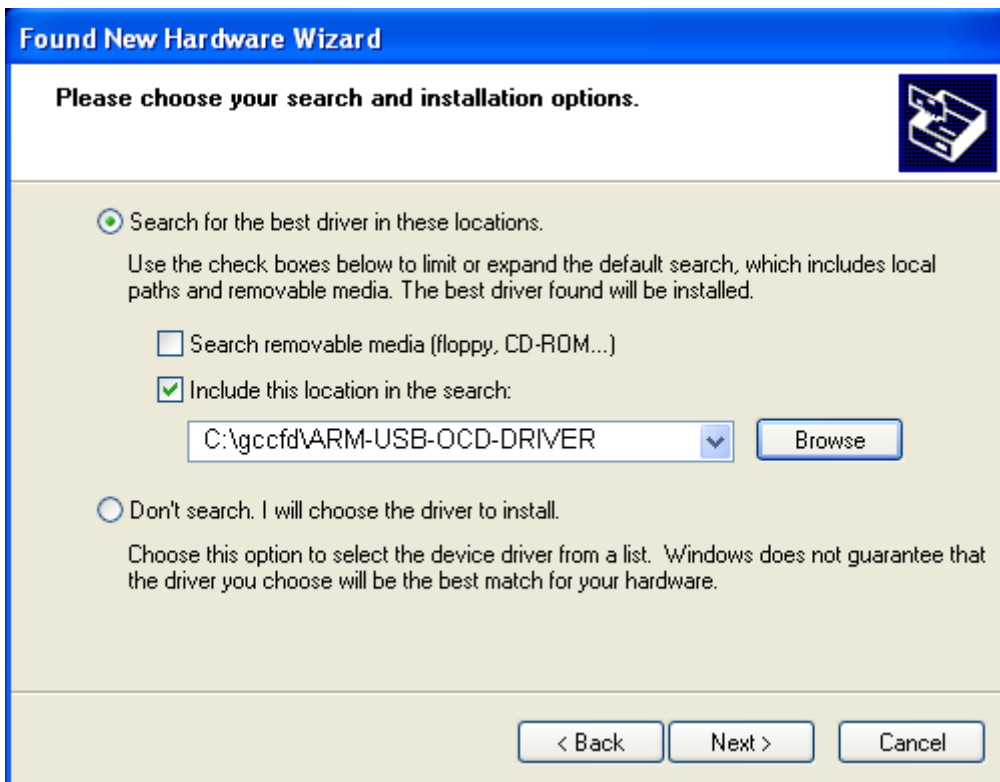 Found New Hardware Wizard
Please choose your search and installation options.
Search for the best driver in these locations.
Use the check boxes below to limit or expand the default search, which includes local
paths and removable media. The best driver found will be installed.
Search removable media (floppy, CD-ROM...)
Include this location in the search:
C:\gccfd\ARM-USB-OCD-DRIVER
Browse
Don't search. I will choose the driver to install.
Choose this option to select the device driver from a list.  Windows does not guarantee that
the driver you choose will be the best match for your hardware.
< Back
Next >
Cancel